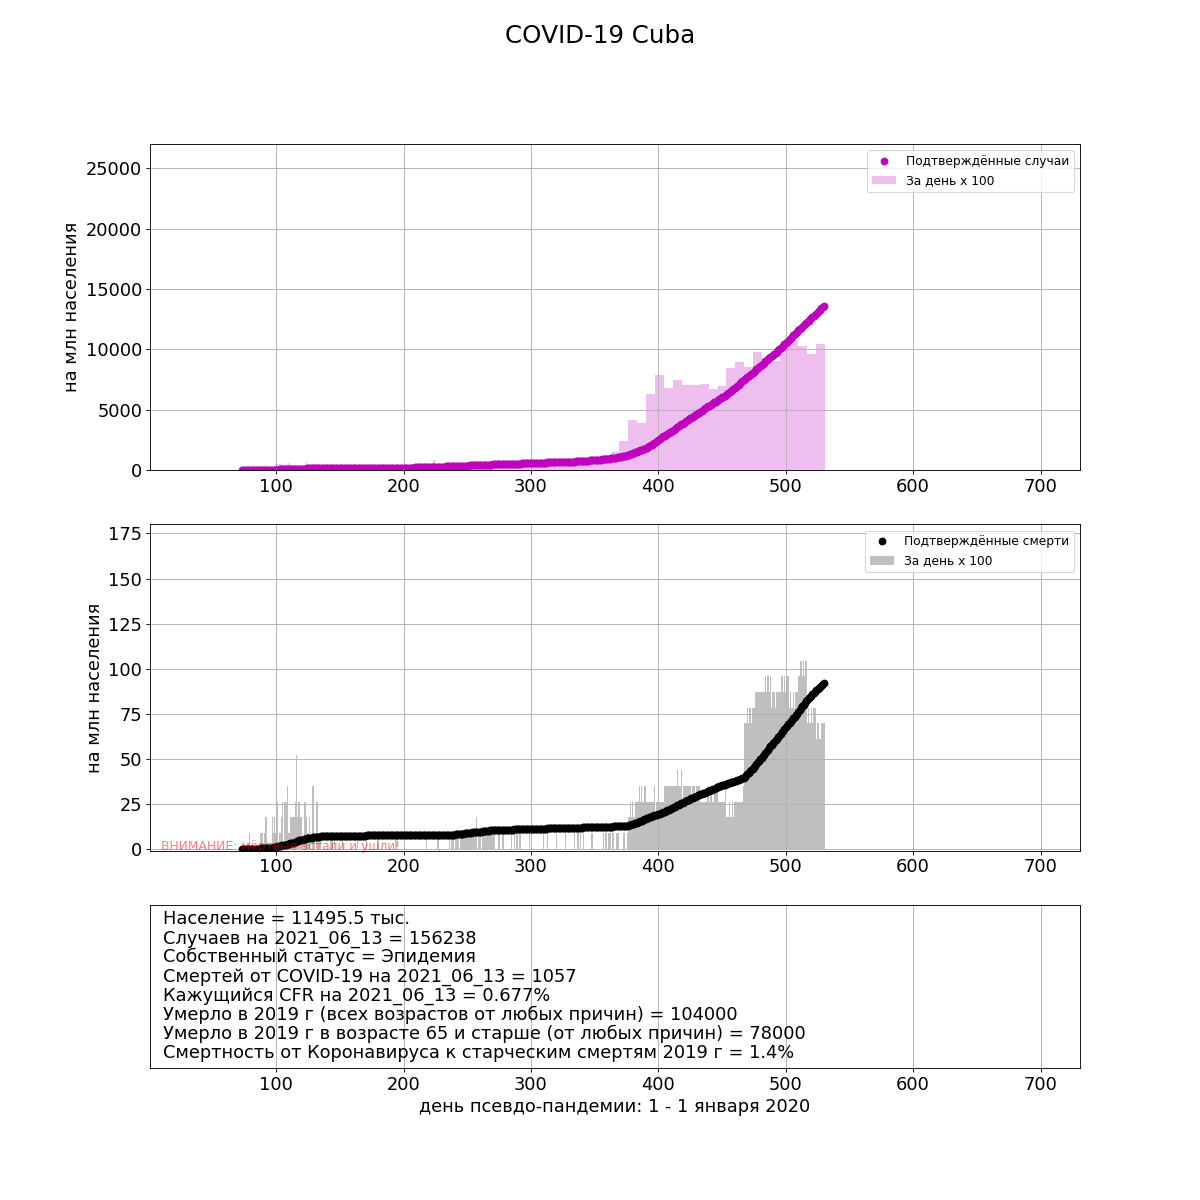 COVID-19 Cuba
25000
20000
15000
10000
5000
0
на млн населения
Подтверждённые случаи
За день x 100
100 200 300 400 500 600 700
175
150
125
100
75
50
25
0
на млн населения
Подтверждённые смерти
За день x 100
ВНИМАНИЕ: встали и ушли!
100 200 300 400 500 600 700
Население = 11495.5 тыс.
Случаев на 2021_06_13 = 156238
Собственный статус = Эпидемия
Смертей от COVID-19 на 2021_06_13 = 1057
Кажущийся CFR на 2021_06_13 = 0.677%
Умерло в 2019 г (всех возрастов от любых причин) = 104000
Умерло в 2019 г в возрасте 65 и старше (от любых причин) = 78000
Смертность от Коронавируса к старческим смертям 2019 г = 1.4%
100 200 300 400 500 600 700
день псевдо-пандемии: 1 - 1 января 2020